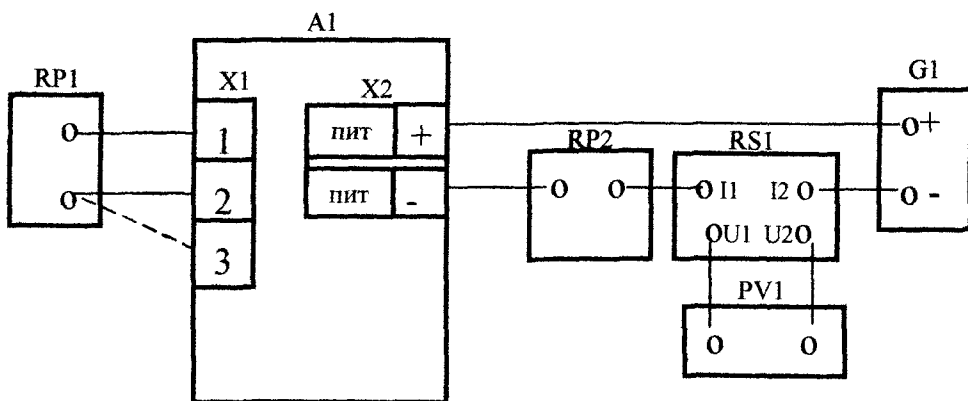 A1
RP1
X1
X2
G1
1
пит +
+
RP2
RS1
2
пит -
I1 I2
-
U1 U2
3
PV1